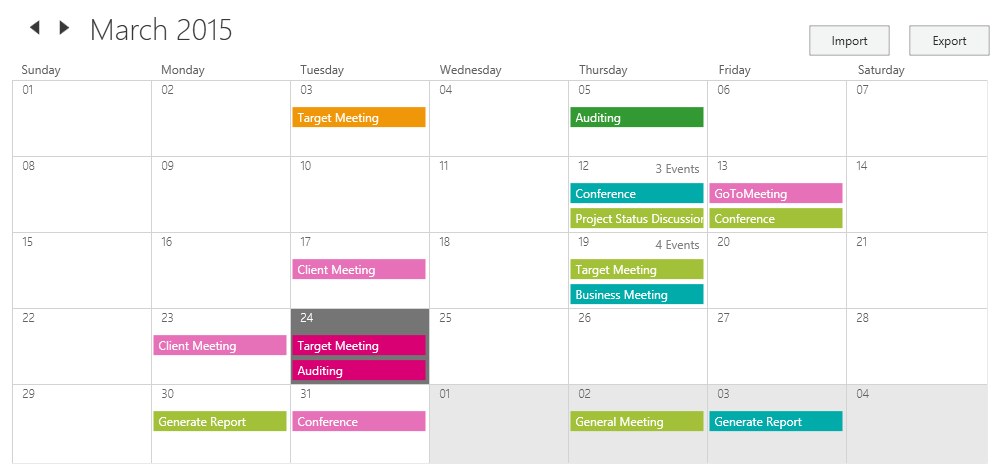 March 2015
Import Export
Sunday Monday Tuesday Wednesday Thursday Friday Saturday
01 02 03 04 05 06 07
Target Meeting Auditing
08 09 10 11 12 3 Events 13 14
Conference GoToMeeting
Project Status Discussion Conference
15 16 17 18 19 4 Events 20 21
Client Meeting Target Meeting
Business Meeting
22 23 24 25 26 27 28
Client Meeting Target Meeting
Auditing
29 30 31 01 02 03 04
Generate Report Conference General Meeting Generate Report